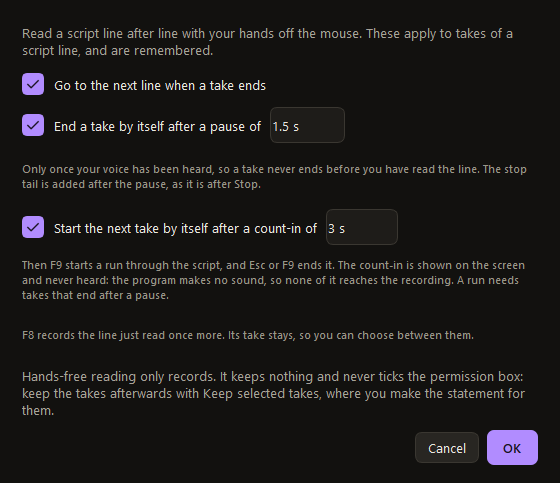 Read a script line after line with your hands off the mouse. These apply to takes of a
script line, and are remembered.
Go to the next line when a take ends
End a take by itself after a pause of 1.5 s
Only once your voice has been heard, so a take never ends before you have read the line. The stop
tail is added after the pause, as it is after Stop.
Start the next take by itself after a count-in of 3 s
Then F9 starts a run through the script, and Esc or F9 ends it. The count-in is shown on the screen
and never heard: the program makes no sound, so none of it reaches the recording. A run needs
takes that end after a pause.
F8 records the line just read once more. Its take stays, so you can choose between them.
Hands-free reading only records. It keeps nothing and never ticks the permission box:
keep the takes afterwards with Keep selected takes, where you make the statement for
them.
Cancel OK